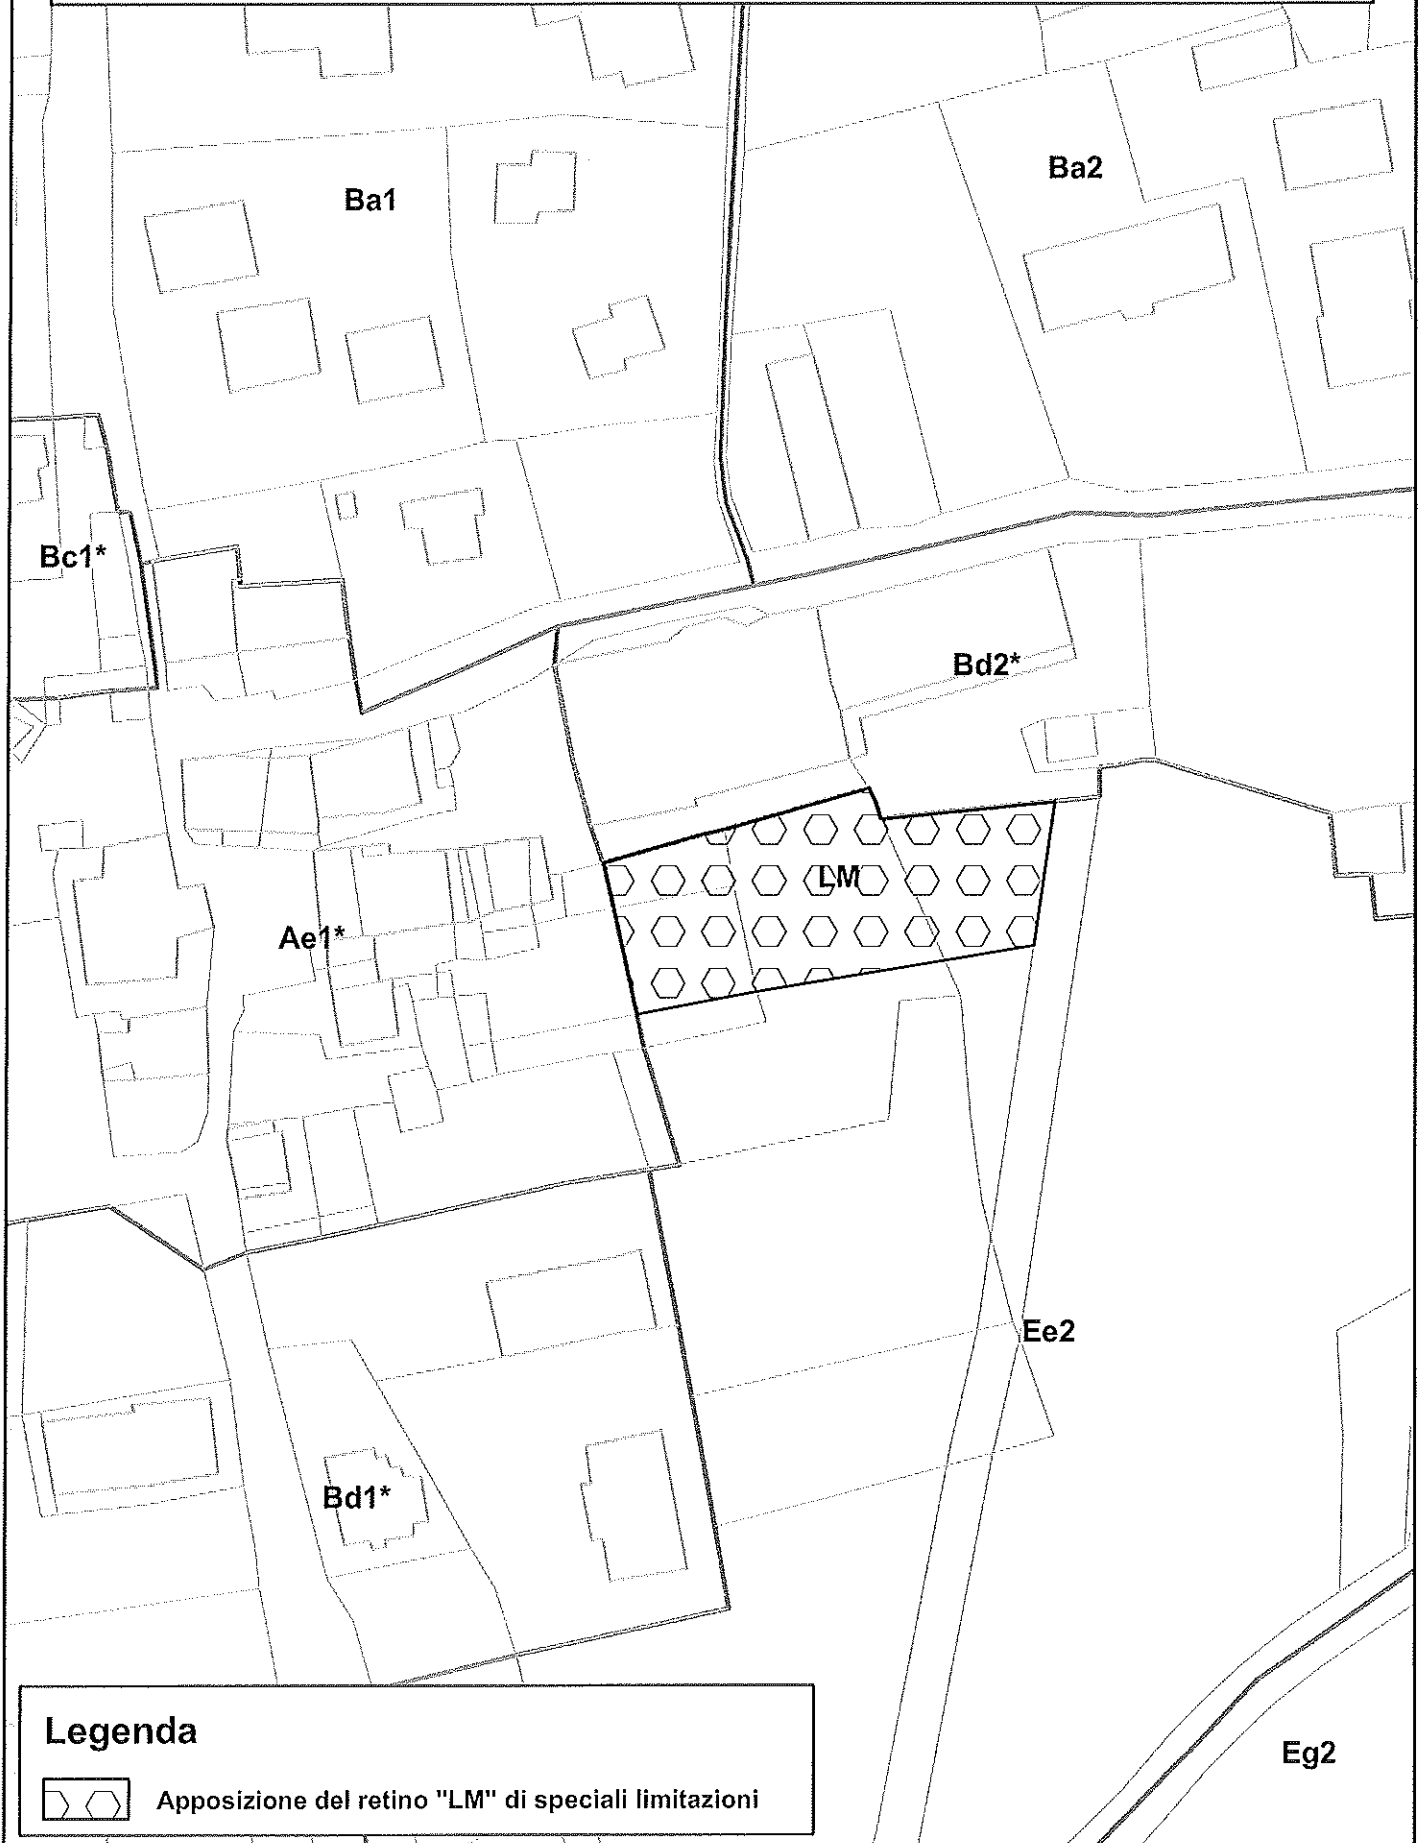 Ba1
Ba2
Bc1*
Bd2*
LM
Ae1*
Ee2
Bd1*
Legenda
Apposizione del retino "LM" di speciali limitazioni
Eg2